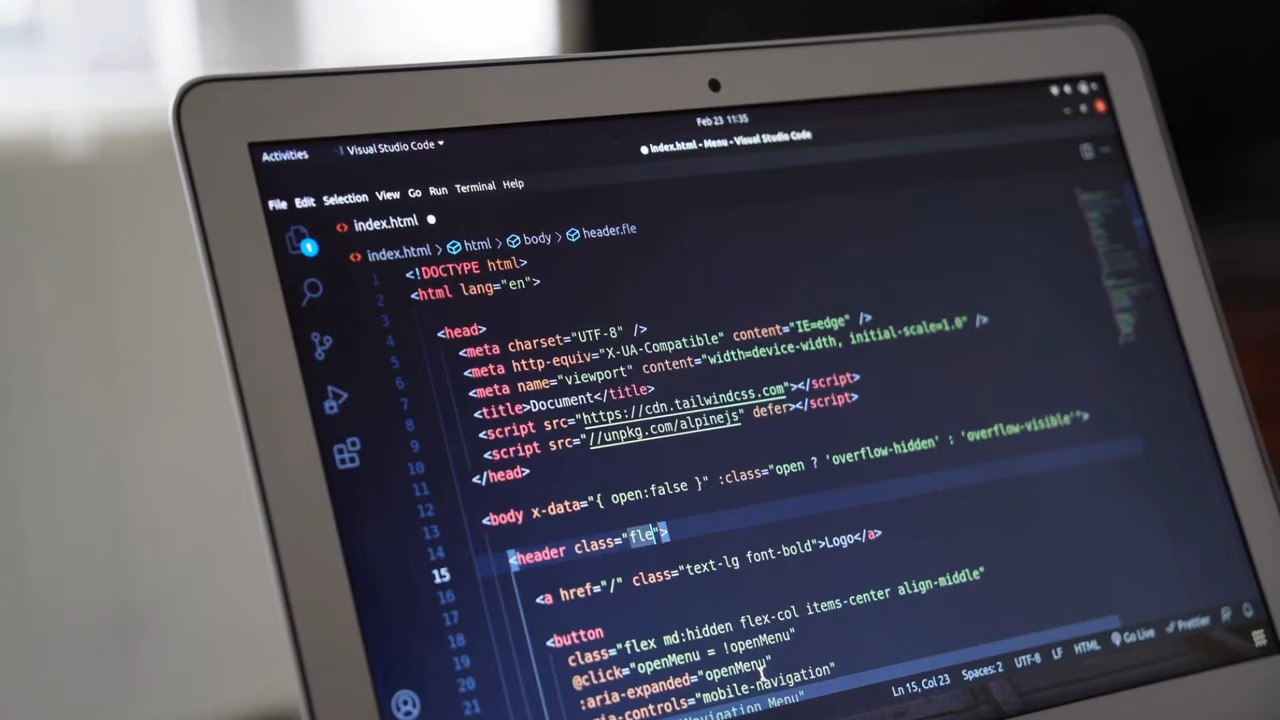 Feb 23 11:35
Activities Visual Studio Code
index.html - Menu - Visual Studio Code
File Edit Selection View Go Run Terminal Help
index.html
index.html > html > body > header.fle
1 <!DOCTYPE html>
2 <html lang="en">
3
4 <head>
5 <meta charset="UTF-8" />
6 <meta http-equiv="X-UA-Compatible" content="IE=edge" />
7 <meta name="viewport" content="width=device-width, initial-scale=1.0" />
8 <title>Document</title>
9 <script src="https://cdn.tailwindcss.com"></script>
10 <script src="//unpkg.com/alpinejs" defer></script>
11 </head>
12
13 <body x-data="{ open:false }" :class="open ? 'overflow-hidden' : 'overflow-visible'">
14
15 <header class="fle">
16
17 <a href="/" class="text-lg font-bold">Logo</a>
18
19 <button
20 class="flex md:hidden flex-col items-center align-middle"
21 @click="openMenu = !openMenu"
:aria-expanded="openMenu"
aria-controls="mobile-navigation"
Navigation Menu"
Ln 15, Col 23 Spaces: 2 UTF-8 LF HTML Go Live Prettier